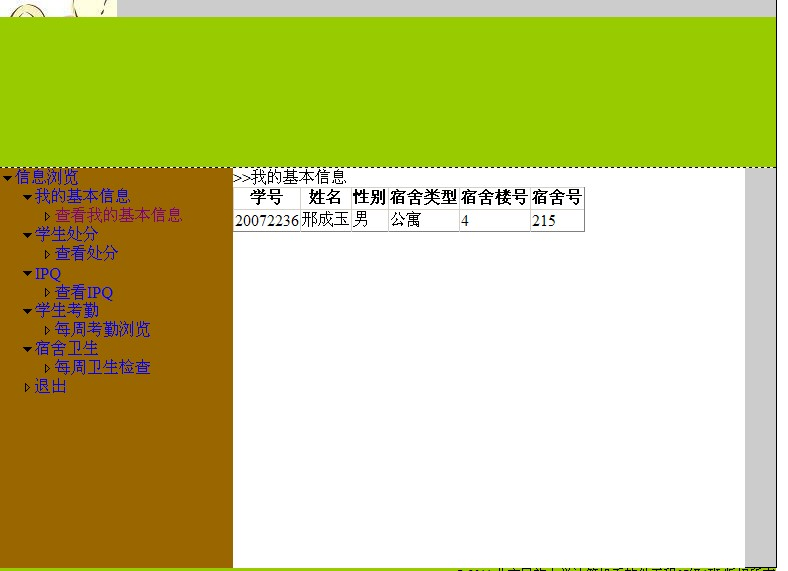 信息浏览
我的基本信息
查看我的基本信息
学生处分
查看处分
IPQ
查看IPQ
学生考勤
每周考勤浏览
宿舍卫生
每周卫生检查
退出
>>我的基本信息
学号 姓名 性别 宿舍类型 宿舍楼号 宿舍号
20072236 邢成玉 男 公寓 4 215